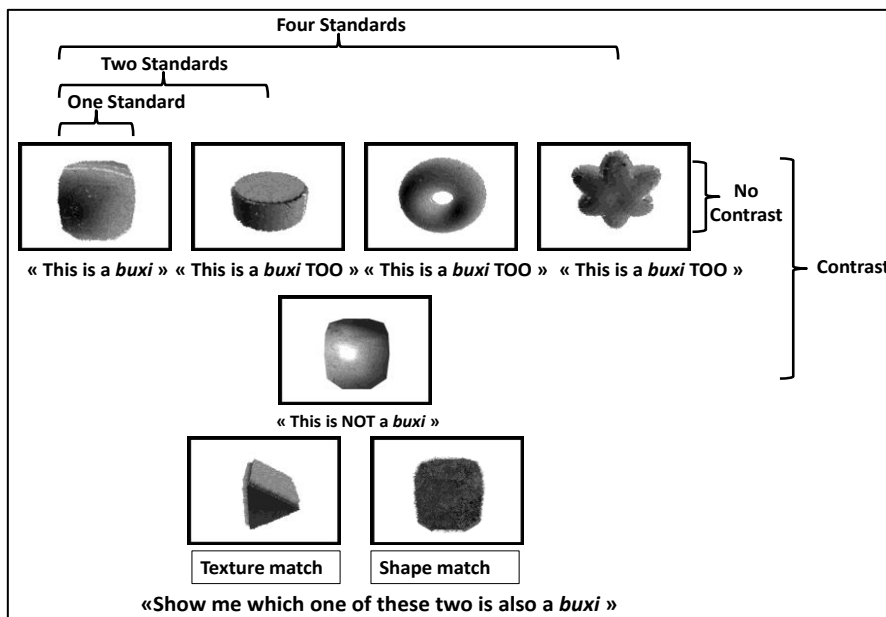 Four Standards
Two Standards
One Standard
No
Contrast
Contrast
« This is a buxi » « This is a buxi TOO » « This is a buxi TOO » « This is a buxi TOO »
« This is NOT a buxi »
Texture match Shape match
«Show me which one of these two is also a buxi »